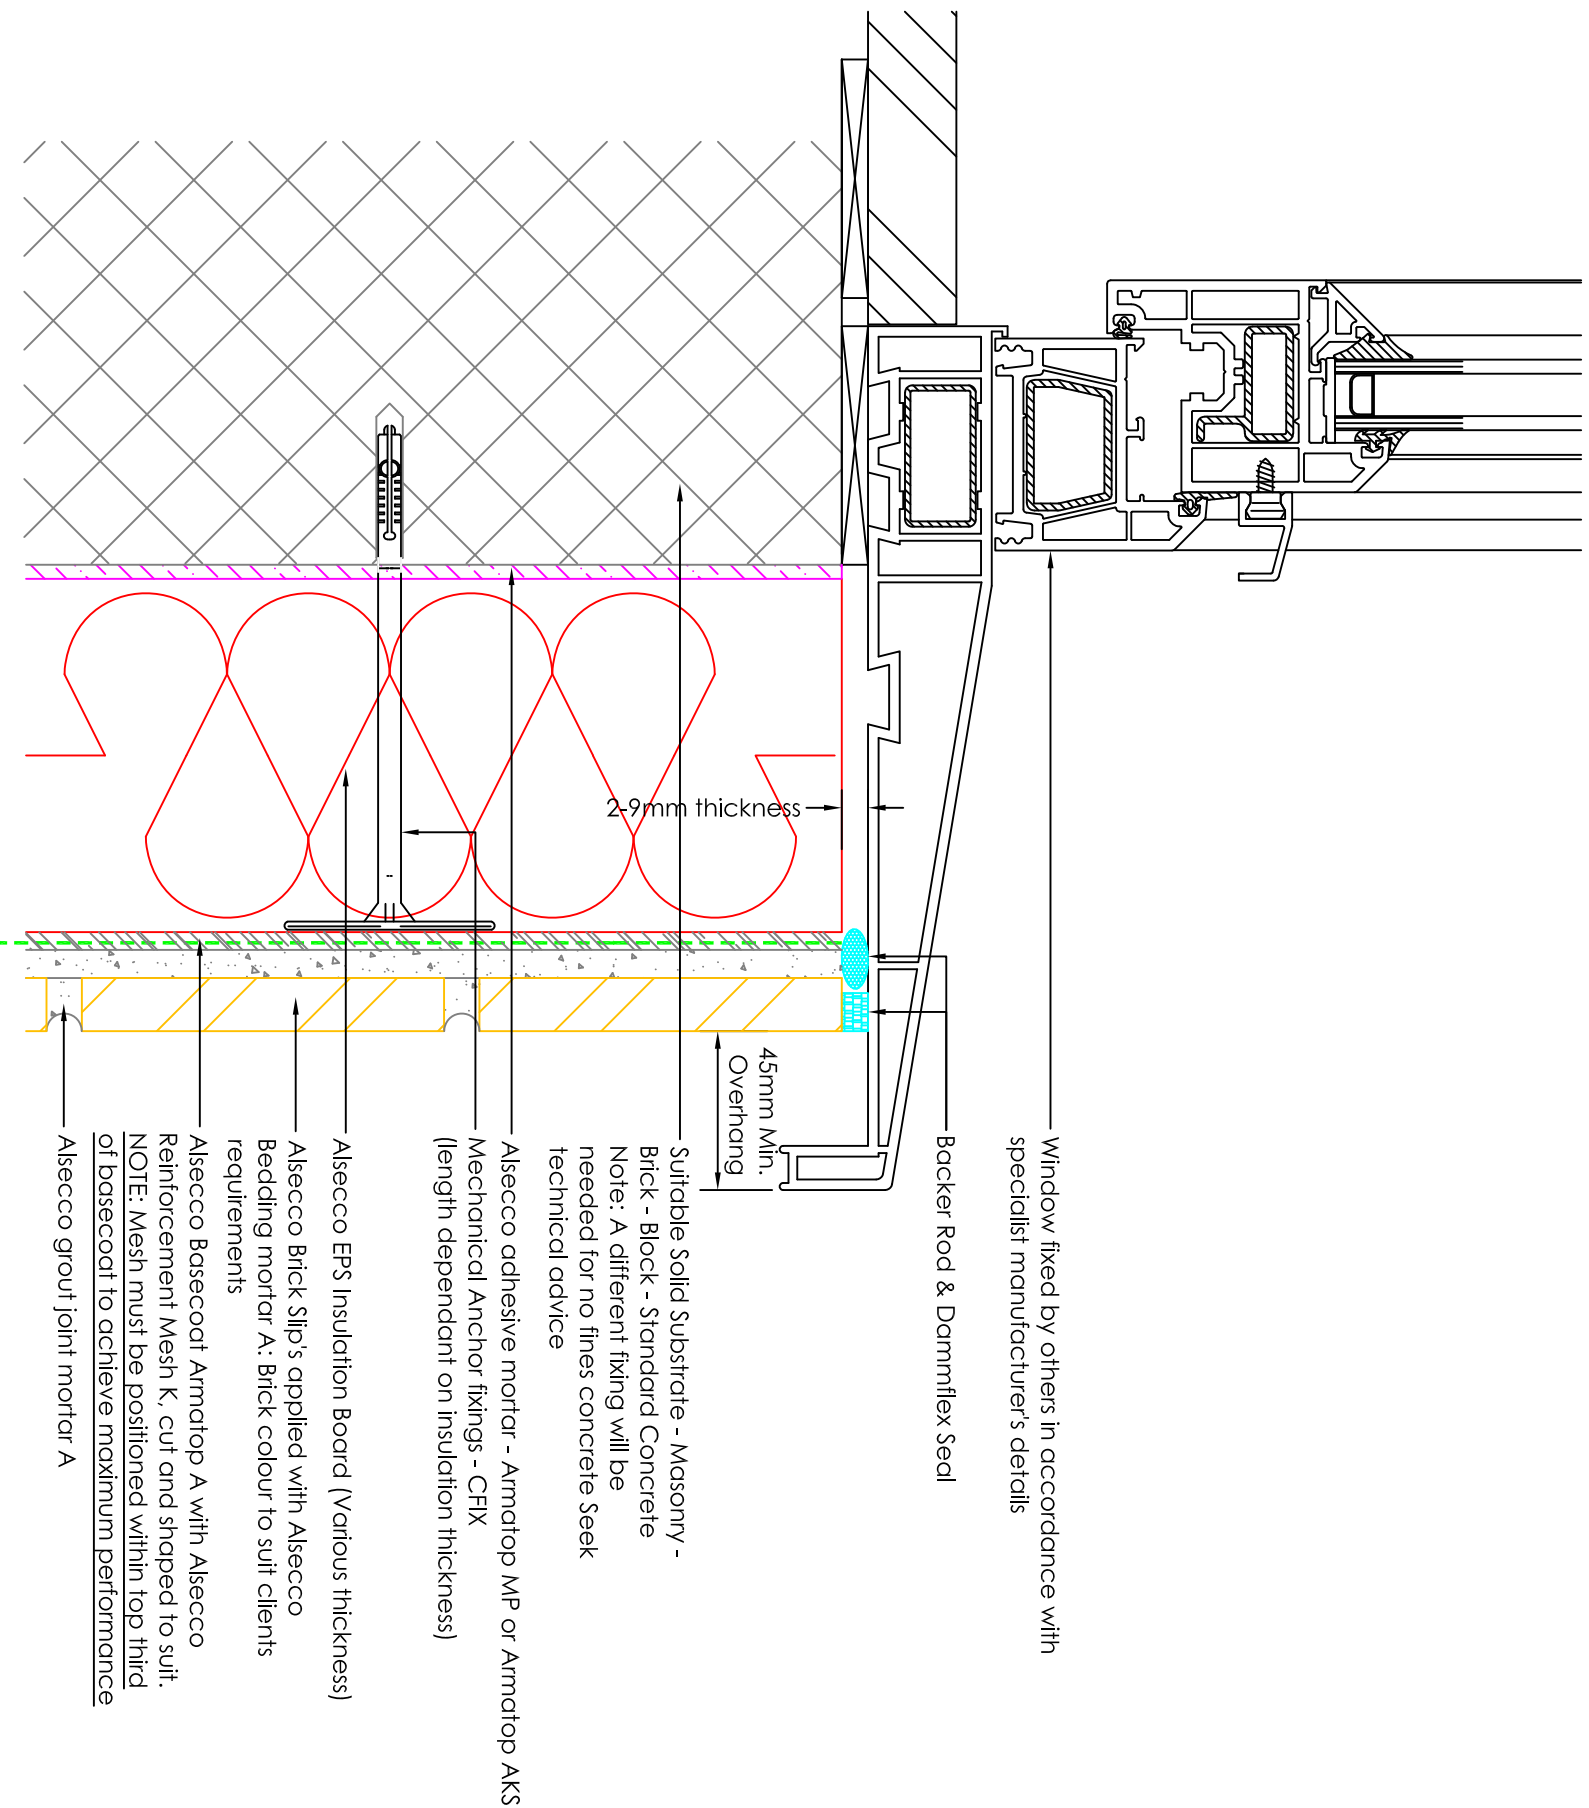 Window fixed by others in accordance with
specialist manufacturer's details
Backer Rod & Dammflex Seal
45mm Min.
Overhang
2-9mm thickness
Suitable Solid Substrate - Masonry -
Brick - Block - Standard Concrete
Note: A different fixing will be
needed for no fines concrete Seek
technical advice
Alsecco adhesive mortar - Armatop MP or Armatop AKS
Mechanical Anchor fixings - CFIX
(length dependant on insulation thickness)
Alsecco EPS Insulation Board (Various thickness)
Alsecco Brick Slip's applied with Alsecco
Bedding mortar A: Brick colour to suit clients
requirements
Alsecco Basecoat Armatop A with Alsecco
Reinforcement Mesh K, cut and shaped to suit.
NOTE: Mesh must be positioned within top third
of basecoat to achieve maximum performance
Alsecco grout joint mortar A